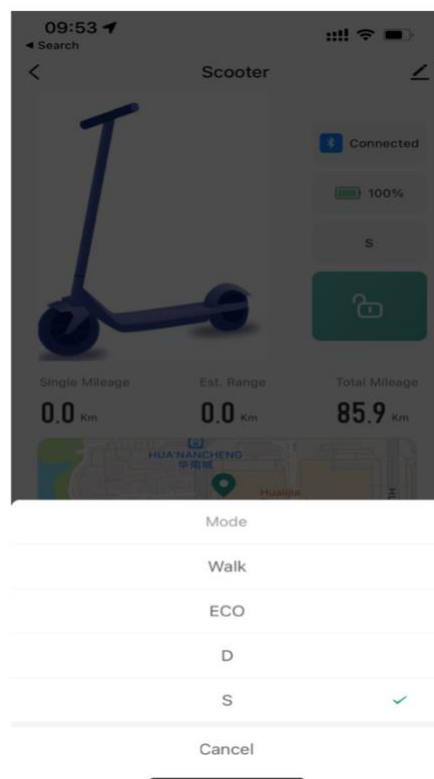 09:53
◀ Search
Scooter
Connected
100%
S
Single Mileage
Est. Range
Total Mileage
0.0 Km
0.0 Km
85.9 Km
HUA'NANCHENG
华南城
Hualijia
Mode
Walk
ECO
D
S
Cancel